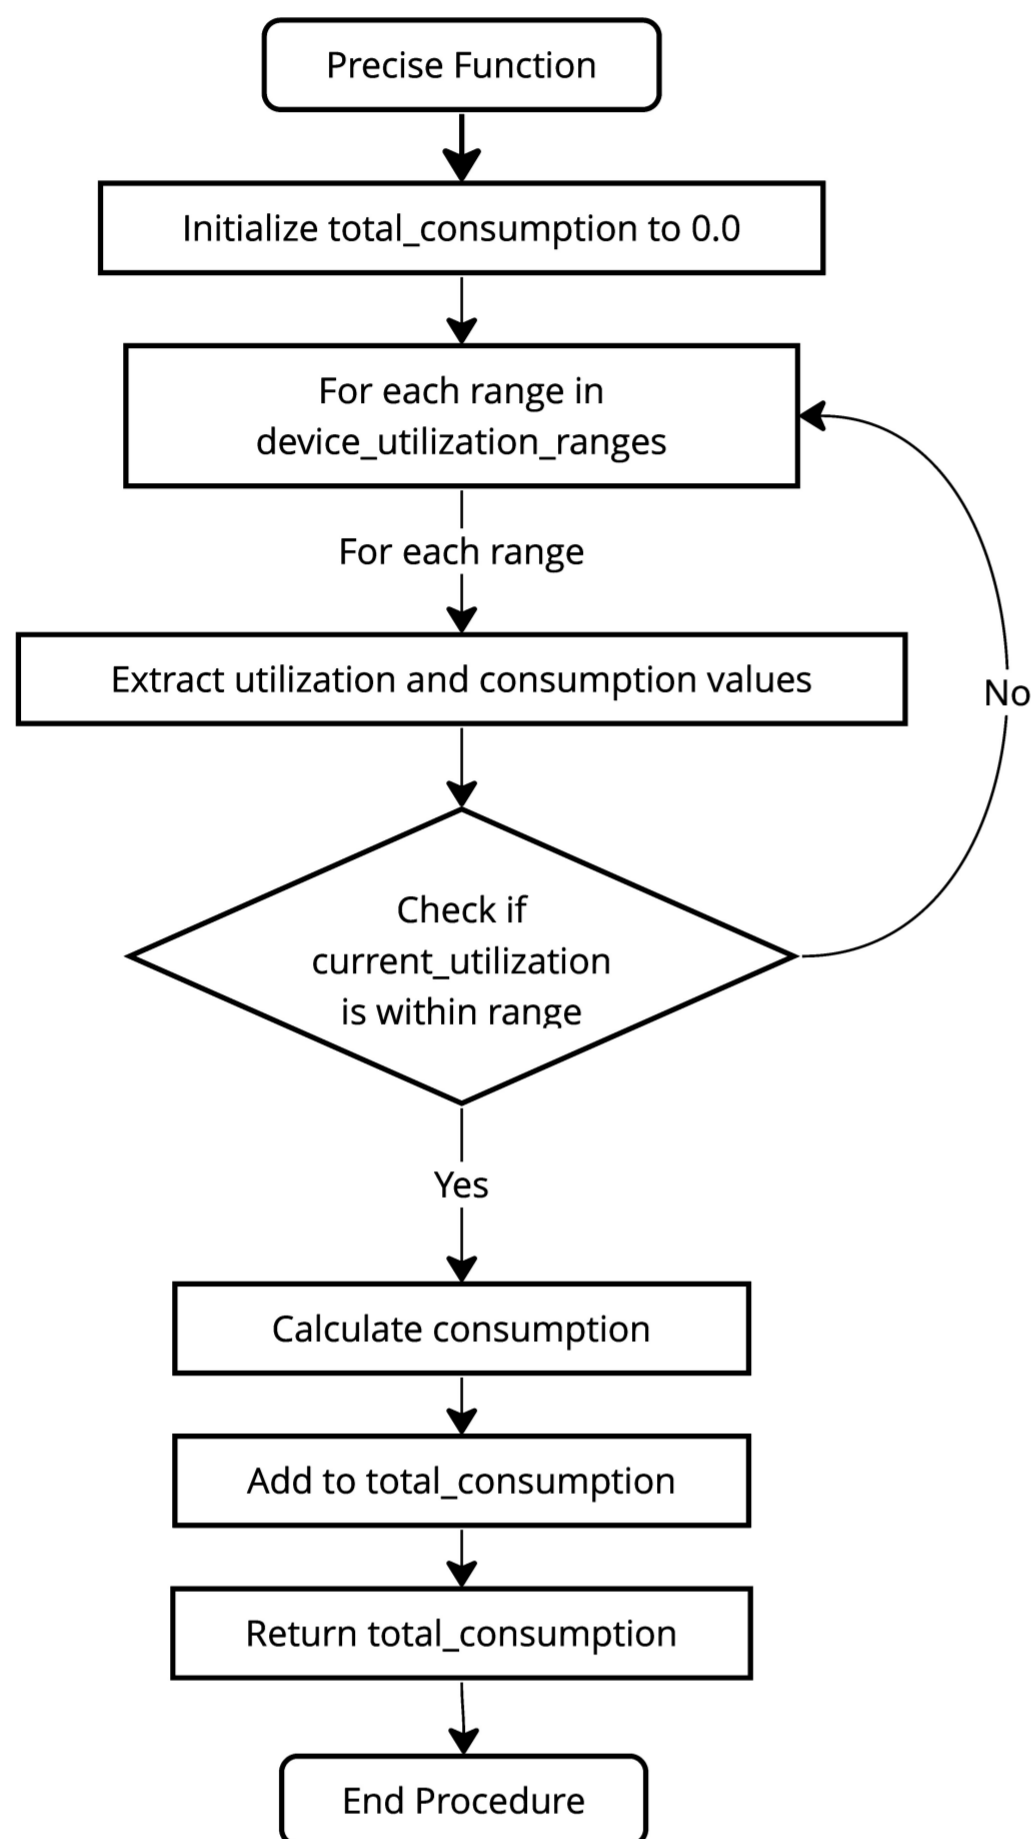 Precise Function
Initialize total_consumption to 0.0
For each range in
device_utilization_ranges
For each range
Extract utilization and consumption values
No
Check if
current_utilization
is within range
Yes
Calculate consumption
Add to total_consumption
Return total_consumption
End Procedure